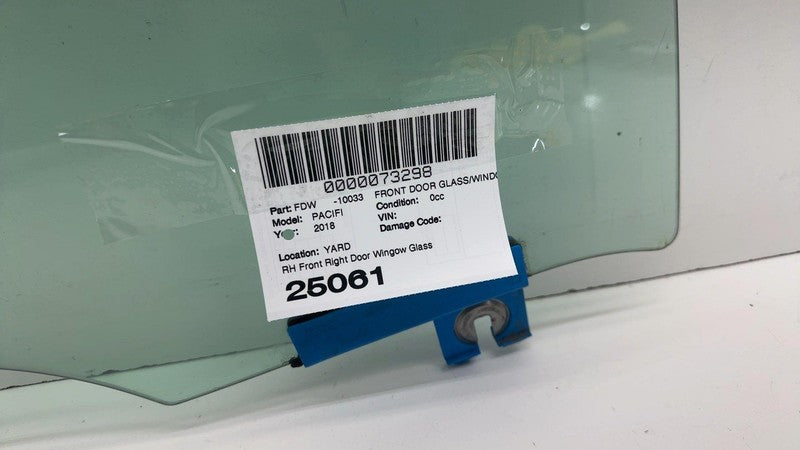 0000073298
Part: FDW -10033 FRONT DOOR GLASS/WINDO
Model: PACIFI Condition: 0cc
Year: 2018 VIN:
Damage Code:
Location: YARD
RH Front Right Door Wingow Glass
25061